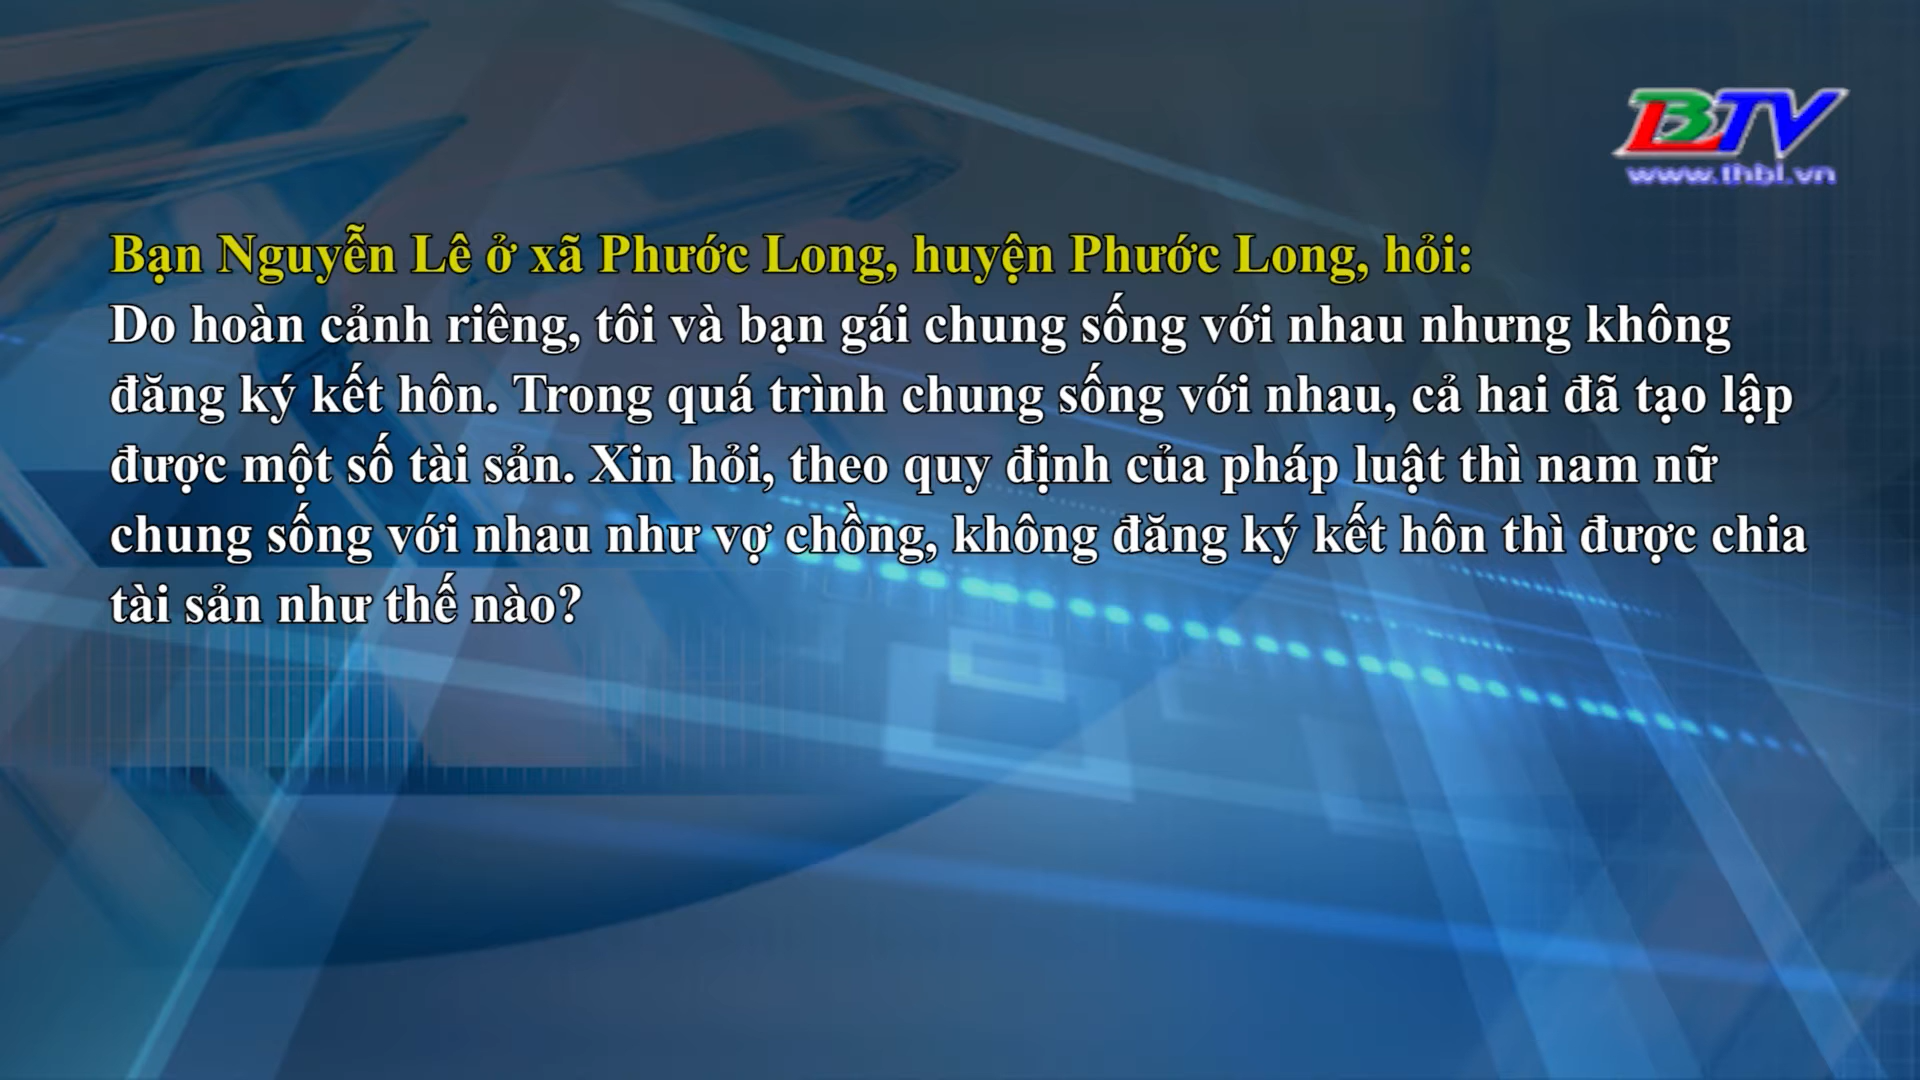 BTV
www.thbl.vn
Bạn Nguyễn Lê ở xã Phước Long, huyện Phước Long, hỏi:
Do hoàn cảnh riêng, tôi và bạn gái chung sống với nhau nhưng không
đăng ký kết hôn. Trong quá trình chung sống với nhau, cả hai đã tạo lập
được một số tài sản. Xin hỏi, theo quy định của pháp luật thì nam nữ
chung sống với nhau như vợ chồng, không đăng ký kết hôn thì được chia
tài sản như thế nào?